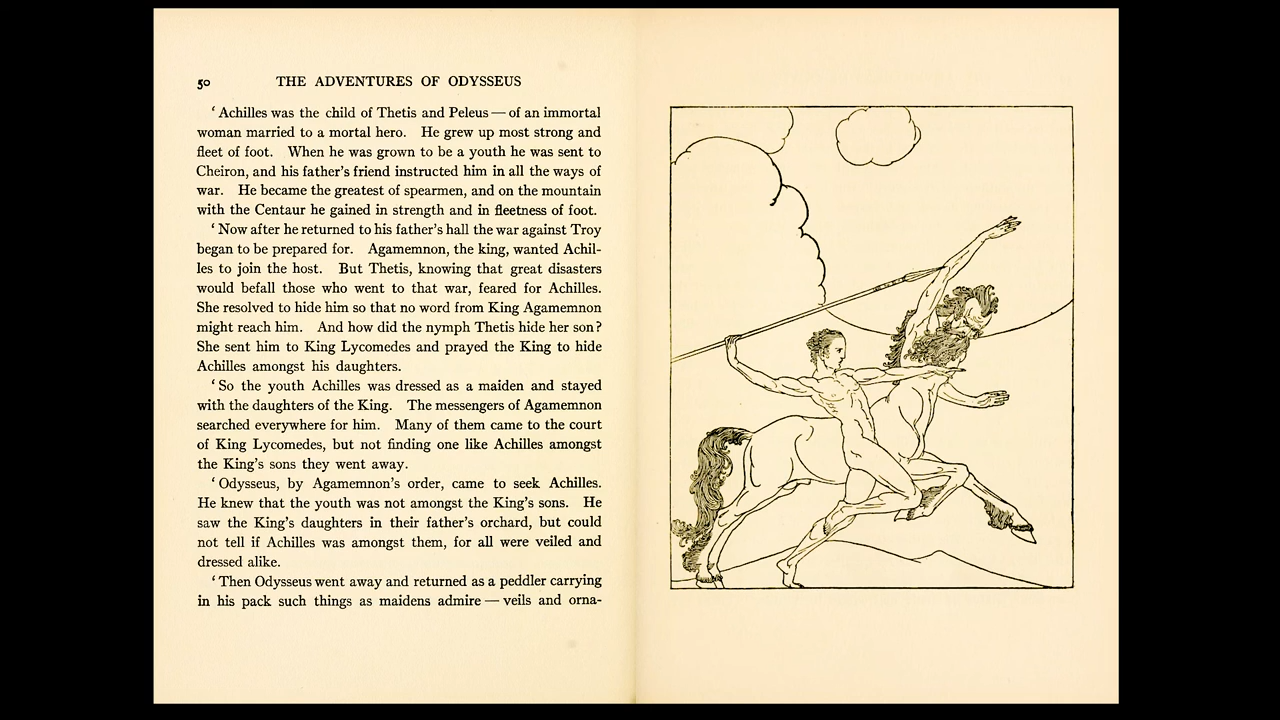 50 THE ADVENTURES OF ODYSSEUS
‘Achilles was the child of Thetis and Peleus — of an immortal
woman married to a mortal hero. He grew up most strong and
fleet of foot. When he was grown to be a youth he was sent to
Cheiron, and his father’s friend instructed him in all the ways of
war. He became the greatest of spearmen, and on the mountain
with the Centaur he gained in strength and in fleetness of foot.
‘Now after he returned to his father’s hall the war against Troy
began to be prepared for. Agamemnon, the king, wanted Achil-
les to join the host. But Thetis, knowing that great disasters
would befall those who went to that war, feared for Achilles.
She resolved to hide him so that no word from King Agamemnon
might reach him. And how did the nymph Thetis hide her son?
She sent him to King Lycomedes and prayed the King to hide
Achilles amongst his daughters.
‘So the youth Achilles was dressed as a maiden and stayed
with the daughters of the King. The messengers of Agamemnon
searched everywhere for him. Many of them came to the court
of King Lycomedes, but not finding one like Achilles amongst
the King’s sons they went away.
‘Odysseus, by Agamemnon’s order, came to seek Achilles.
He knew that the youth was not amongst the King’s sons. He
saw the King’s daughters in their father’s orchard, but could
not tell if Achilles was amongst them, for all were veiled and
dressed alike.
‘Then Odysseus went away and returned as a peddler carrying
in his pack such things as maidens admire — veils and orna-